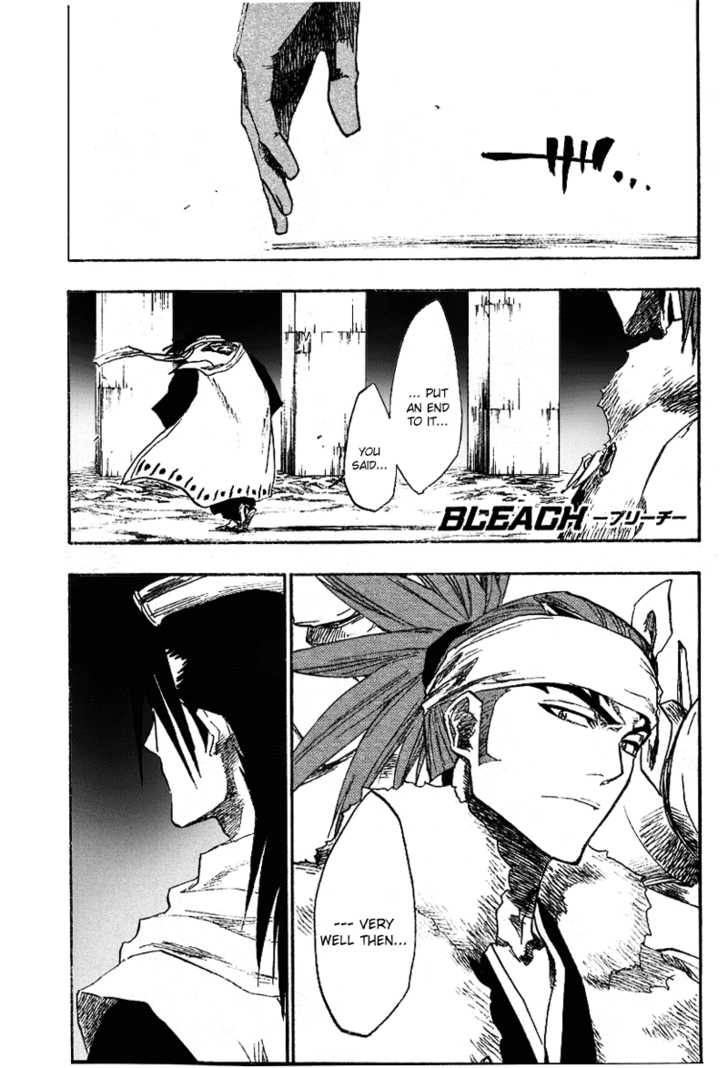 ザ...
... PUT
AN END
TO IT...
YOU
SAID...
BLEACH —ブリーチ—
--- VERY
WELL THEN...